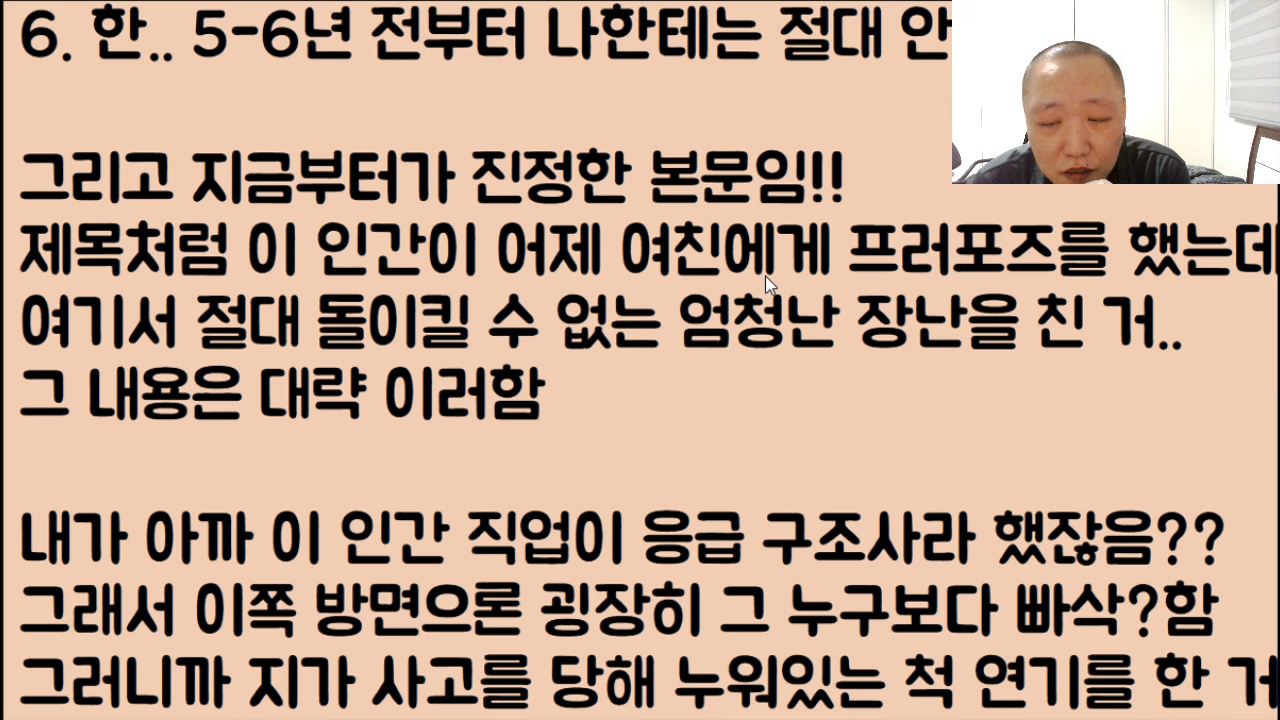 6. 한.. 5-6년 전부터 나한테는 절대 안
그리고 지금부터가 진정한 본문임!!
제목처럼 이 인간이 어제 여친에게 프러포즈를 했는데
여기서 절대 돌이킬 수 없는 엄청난 장난을 친 거..
그 내용은 대략 이러함
내가 아까 이 인간 직업이 응급 구조사라 했잖음??
그래서 이쪽 방면으론 굉장히 그 누구보다 빠삭?함
그러니까 지가 사고를 당해 누워있는 척 연기를 한 거